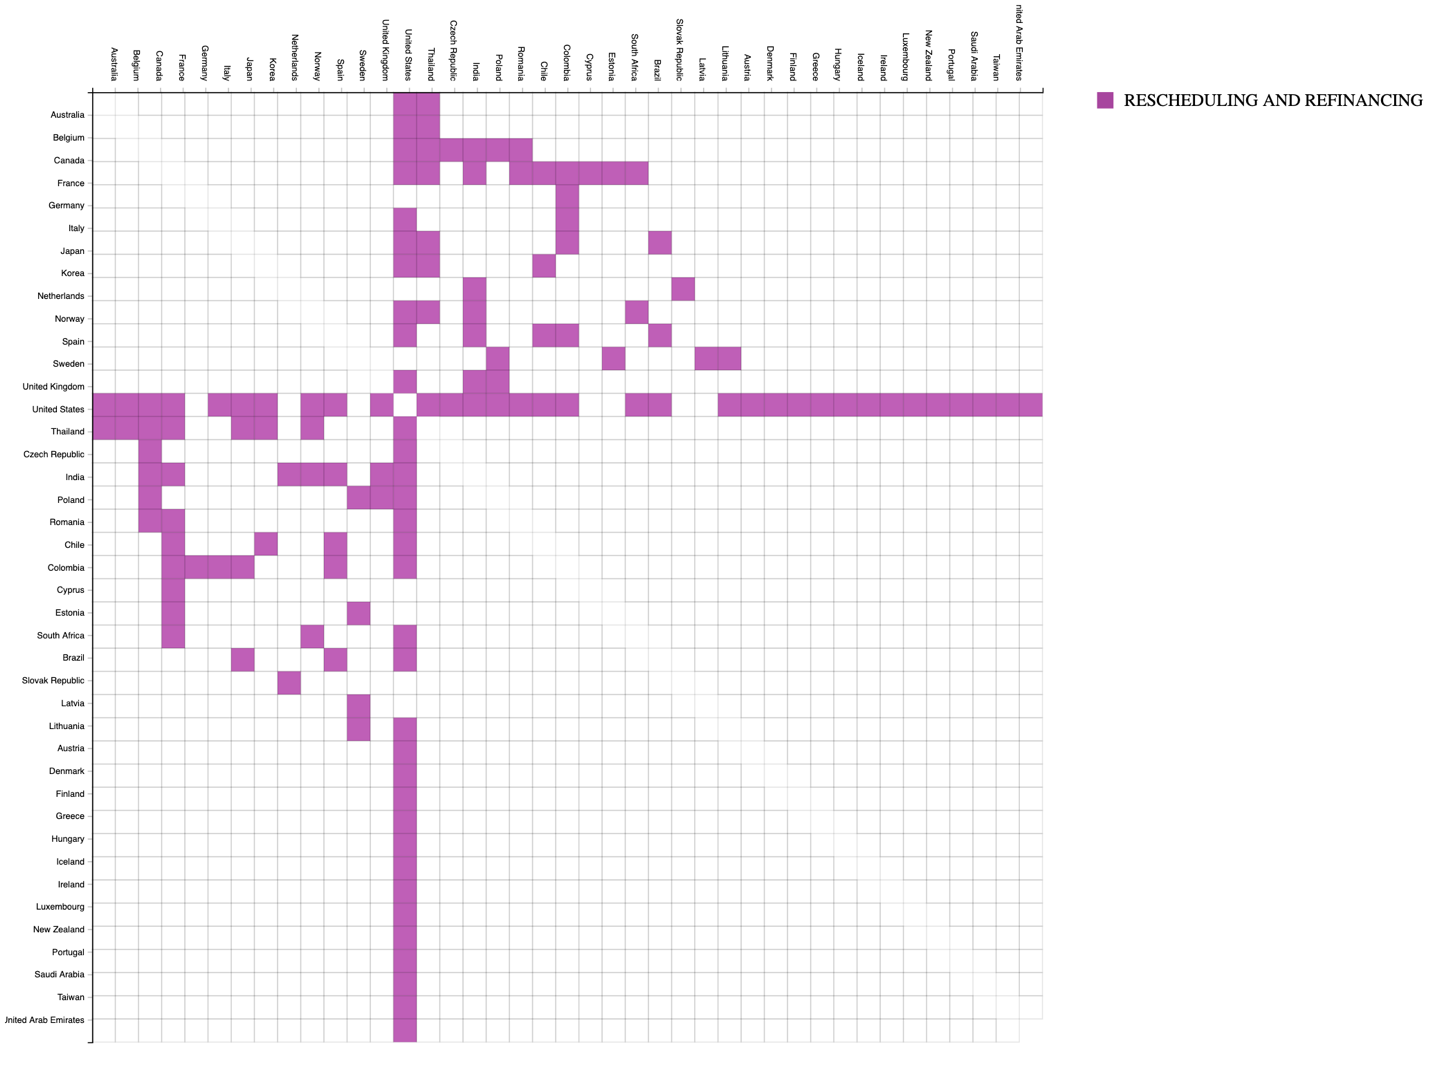 Australia
Belgium
Canada
France
Germany
Italy
Japan
Korea
Netherlands
Norway
Spain
Sweden
United Kingdom
United States
Thailand
Czech Republic
India
Poland
Romania
Chile
Colombia
Cyprus
Estonia
South Africa
Brazil
Slovak Republic
Latvia
Lithuania
Austria
Denmark
Finland
Greece
Hungary
Iceland
Ireland
Luxembourg
New Zealand
Portugal
Saudi Arabia
Taiwan
nited Arab Emirates
RESCHEDULING AND REFINANCING
Australia
Belgium
Canada
France
Germany
Italy
Japan
Korea
Netherlands
Norway
Spain
Sweden
United Kingdom
United States
Thailand
Czech Republic
India
Poland
Romania
Chile
Colombia
Cyprus
Estonia
South Africa
Brazil
Slovak Republic
Latvia
Lithuania
Austria
Denmark
Finland
Greece
Hungary
Iceland
Ireland
Luxembourg
New Zealand
Portugal
Saudi Arabia
Taiwan
United Arab Emirates